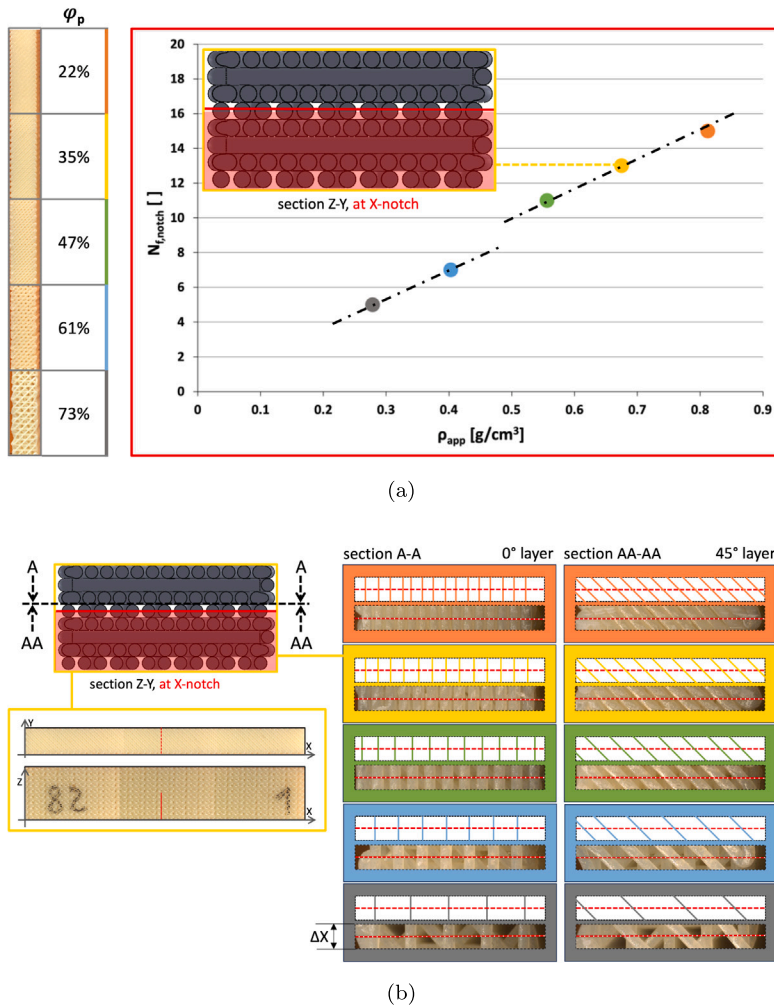 φp
22%
35%
47%
61%
73%
20
18
16
14
12
10
8
6
4
2
0
Nf,notch [ ]
section Z-Y, at X-notch
0
0.1
0.2
0.3
0.4
0.5
0.6
0.7
0.8
0.9
ρapp [g/cm³]
(a)
A
A
AA
AA
section Z-Y, at X-notch
Y
X
Z
82
1
X
section A-A 0° layer
section AA-AA 45° layer
ΔX
(b)